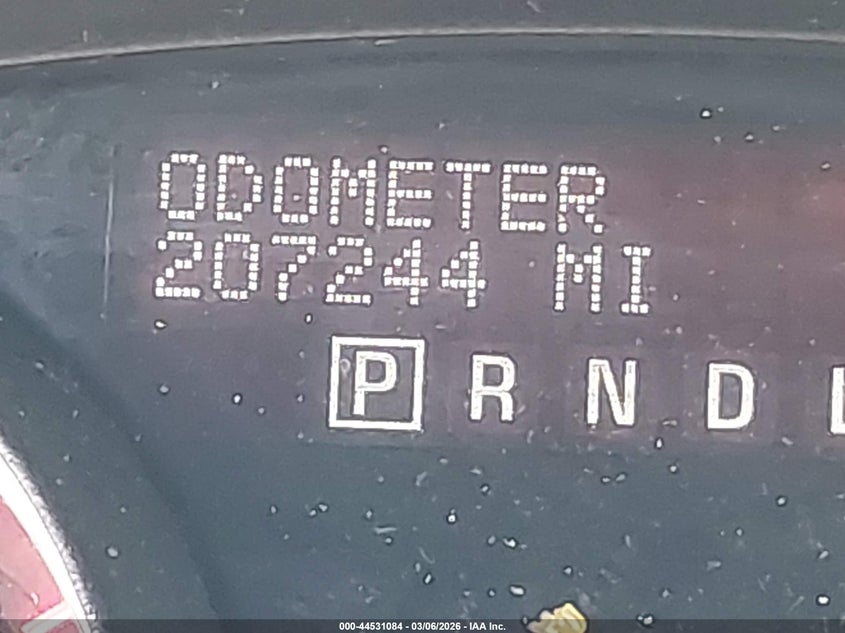 ODOMETER
207244 MI
P R N D
000-44531084 - 03/06/2026 - IAA Inc.